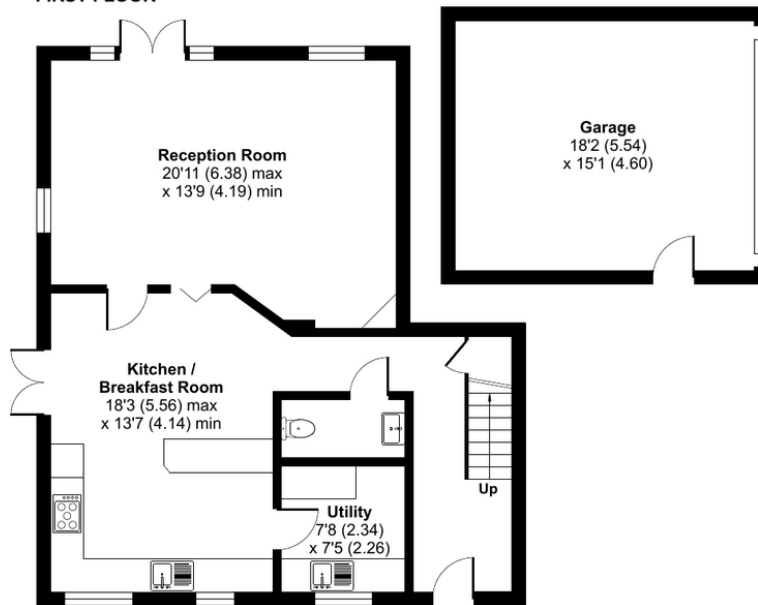 FIRST FLOOR
Reception Room
20'11 (6.38) max
x 13'9 (4.19) min
Garage
18'2 (5.54)
x 15'1 (4.60)
Kitchen /
Breakfast Room
18'3 (5.56) max
x 13'7 (4.14) min
Utility
7'8 (2.34)
x 7'5 (2.26)
Up